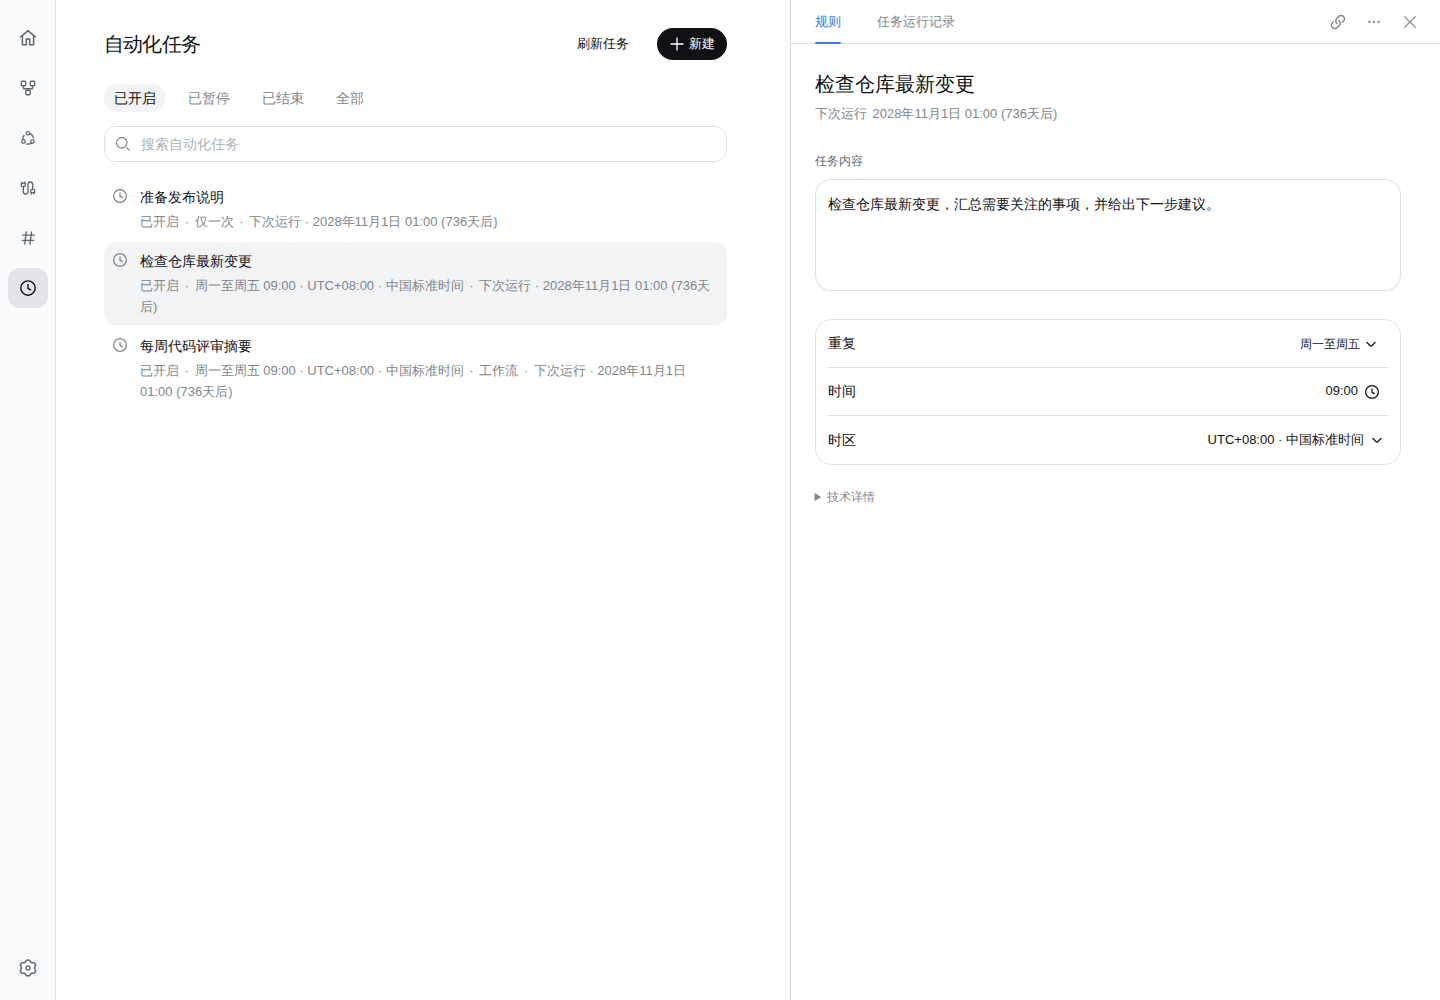 自动化任务
刷新任务
新建
已开启
已暂停
已结束
全部
搜索自动化任务
准备发布说明
已开启 · 仅一次 · 下次运行 · 2028年11月1日 01:00 (736天后)
检查仓库最新变更
已开启 · 周一至周五 09:00 · UTC+08:00 · 中国标准时间 · 下次运行 · 2028年11月1日 01:00 (736天
后)
每周代码评审摘要
已开启 · 周一至周五 09:00 · UTC+08:00 · 中国标准时间 · 工作流 · 下次运行 · 2028年11月1日
01:00 (736天后)
规则
任务运行记录
检查仓库最新变更
下次运行 2028年11月1日 01:00 (736天后)
任务内容
检查仓库最新变更，汇总需要关注的事项，并给出下一步建议。
重复
周一至周五
时间
09:00
时区
UTC+08:00 · 中国标准时间
技术详情